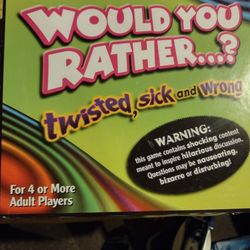 WOULD YOU
RATHER...?
twisted, sick and wrong
WARNING:
this game contains shocking content
meant to inspire hilarious discussion.
Questions may be nauseating,
bizarre or disturbing!
For 4 or More
Adult Players